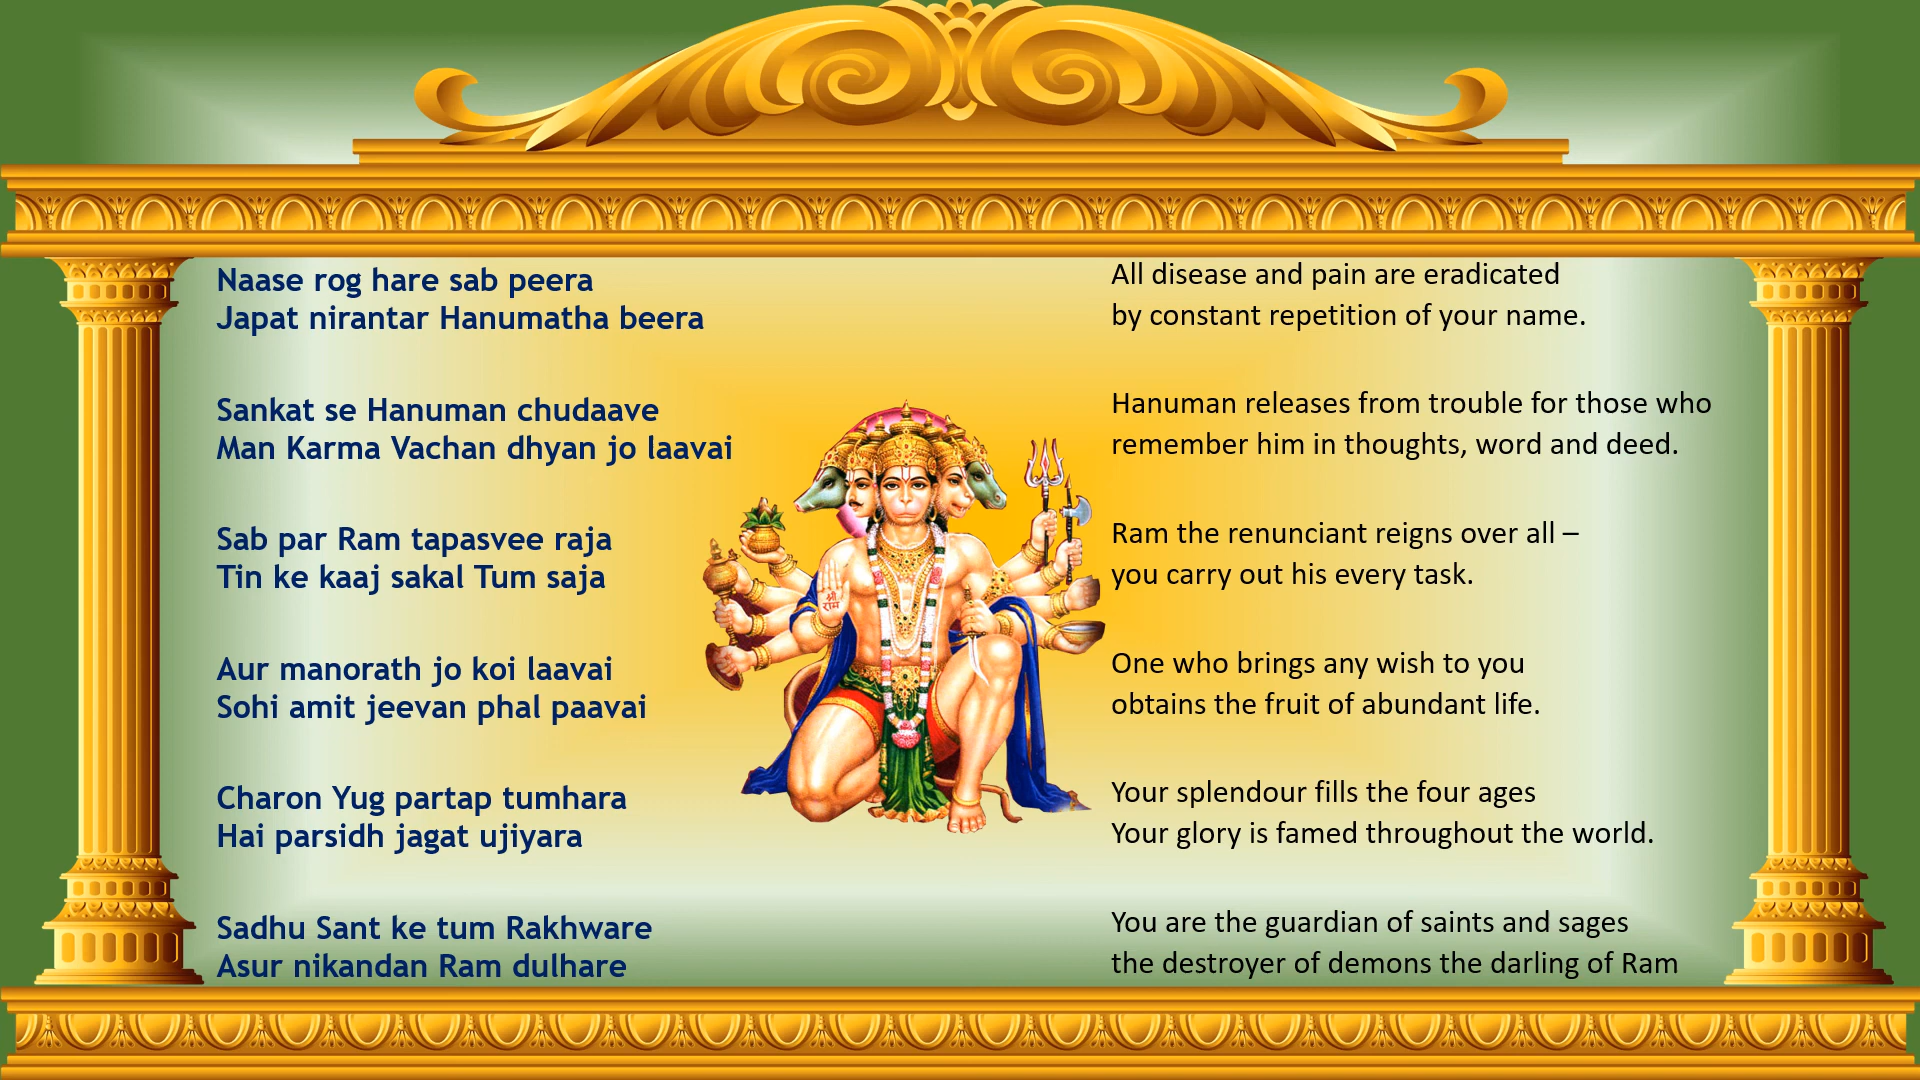 Naase rog hare sab peera
Japat nirantar Hanumatha beera
Sankat se Hanuman chudaave
Man Karma Vachan dhyan jo laavai
Sab par Ram tapasvee raja
Tin ke kaaj sakal Tum saja
Aur manorath jo koi laavai
Sohi amit jeevan phal paavai
Charon Yug partap tumhara
Hai parsidh jagat ujiyara
Sadhu Sant ke tum Rakhware
Asur nikandan Ram dulhare
श्री
राम
All disease and pain are eradicated
by constant repetition of your name.
Hanuman releases from trouble for those who
remember him in thoughts, word and deed.
Ram the renunciant reigns over all –
you carry out his every task.
One who brings any wish to you
obtains the fruit of abundant life.
Your splendour fills the four ages
Your glory is famed throughout the world.
You are the guardian of saints and sages
the destroyer of demons the darling of Ram